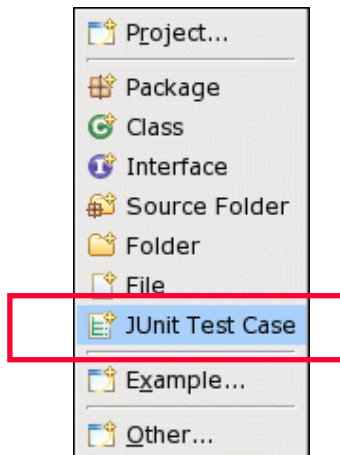 Project...
Package
Class
Interface
Source Folder
Folder
File
JUnit Test Case
Example...
Other...